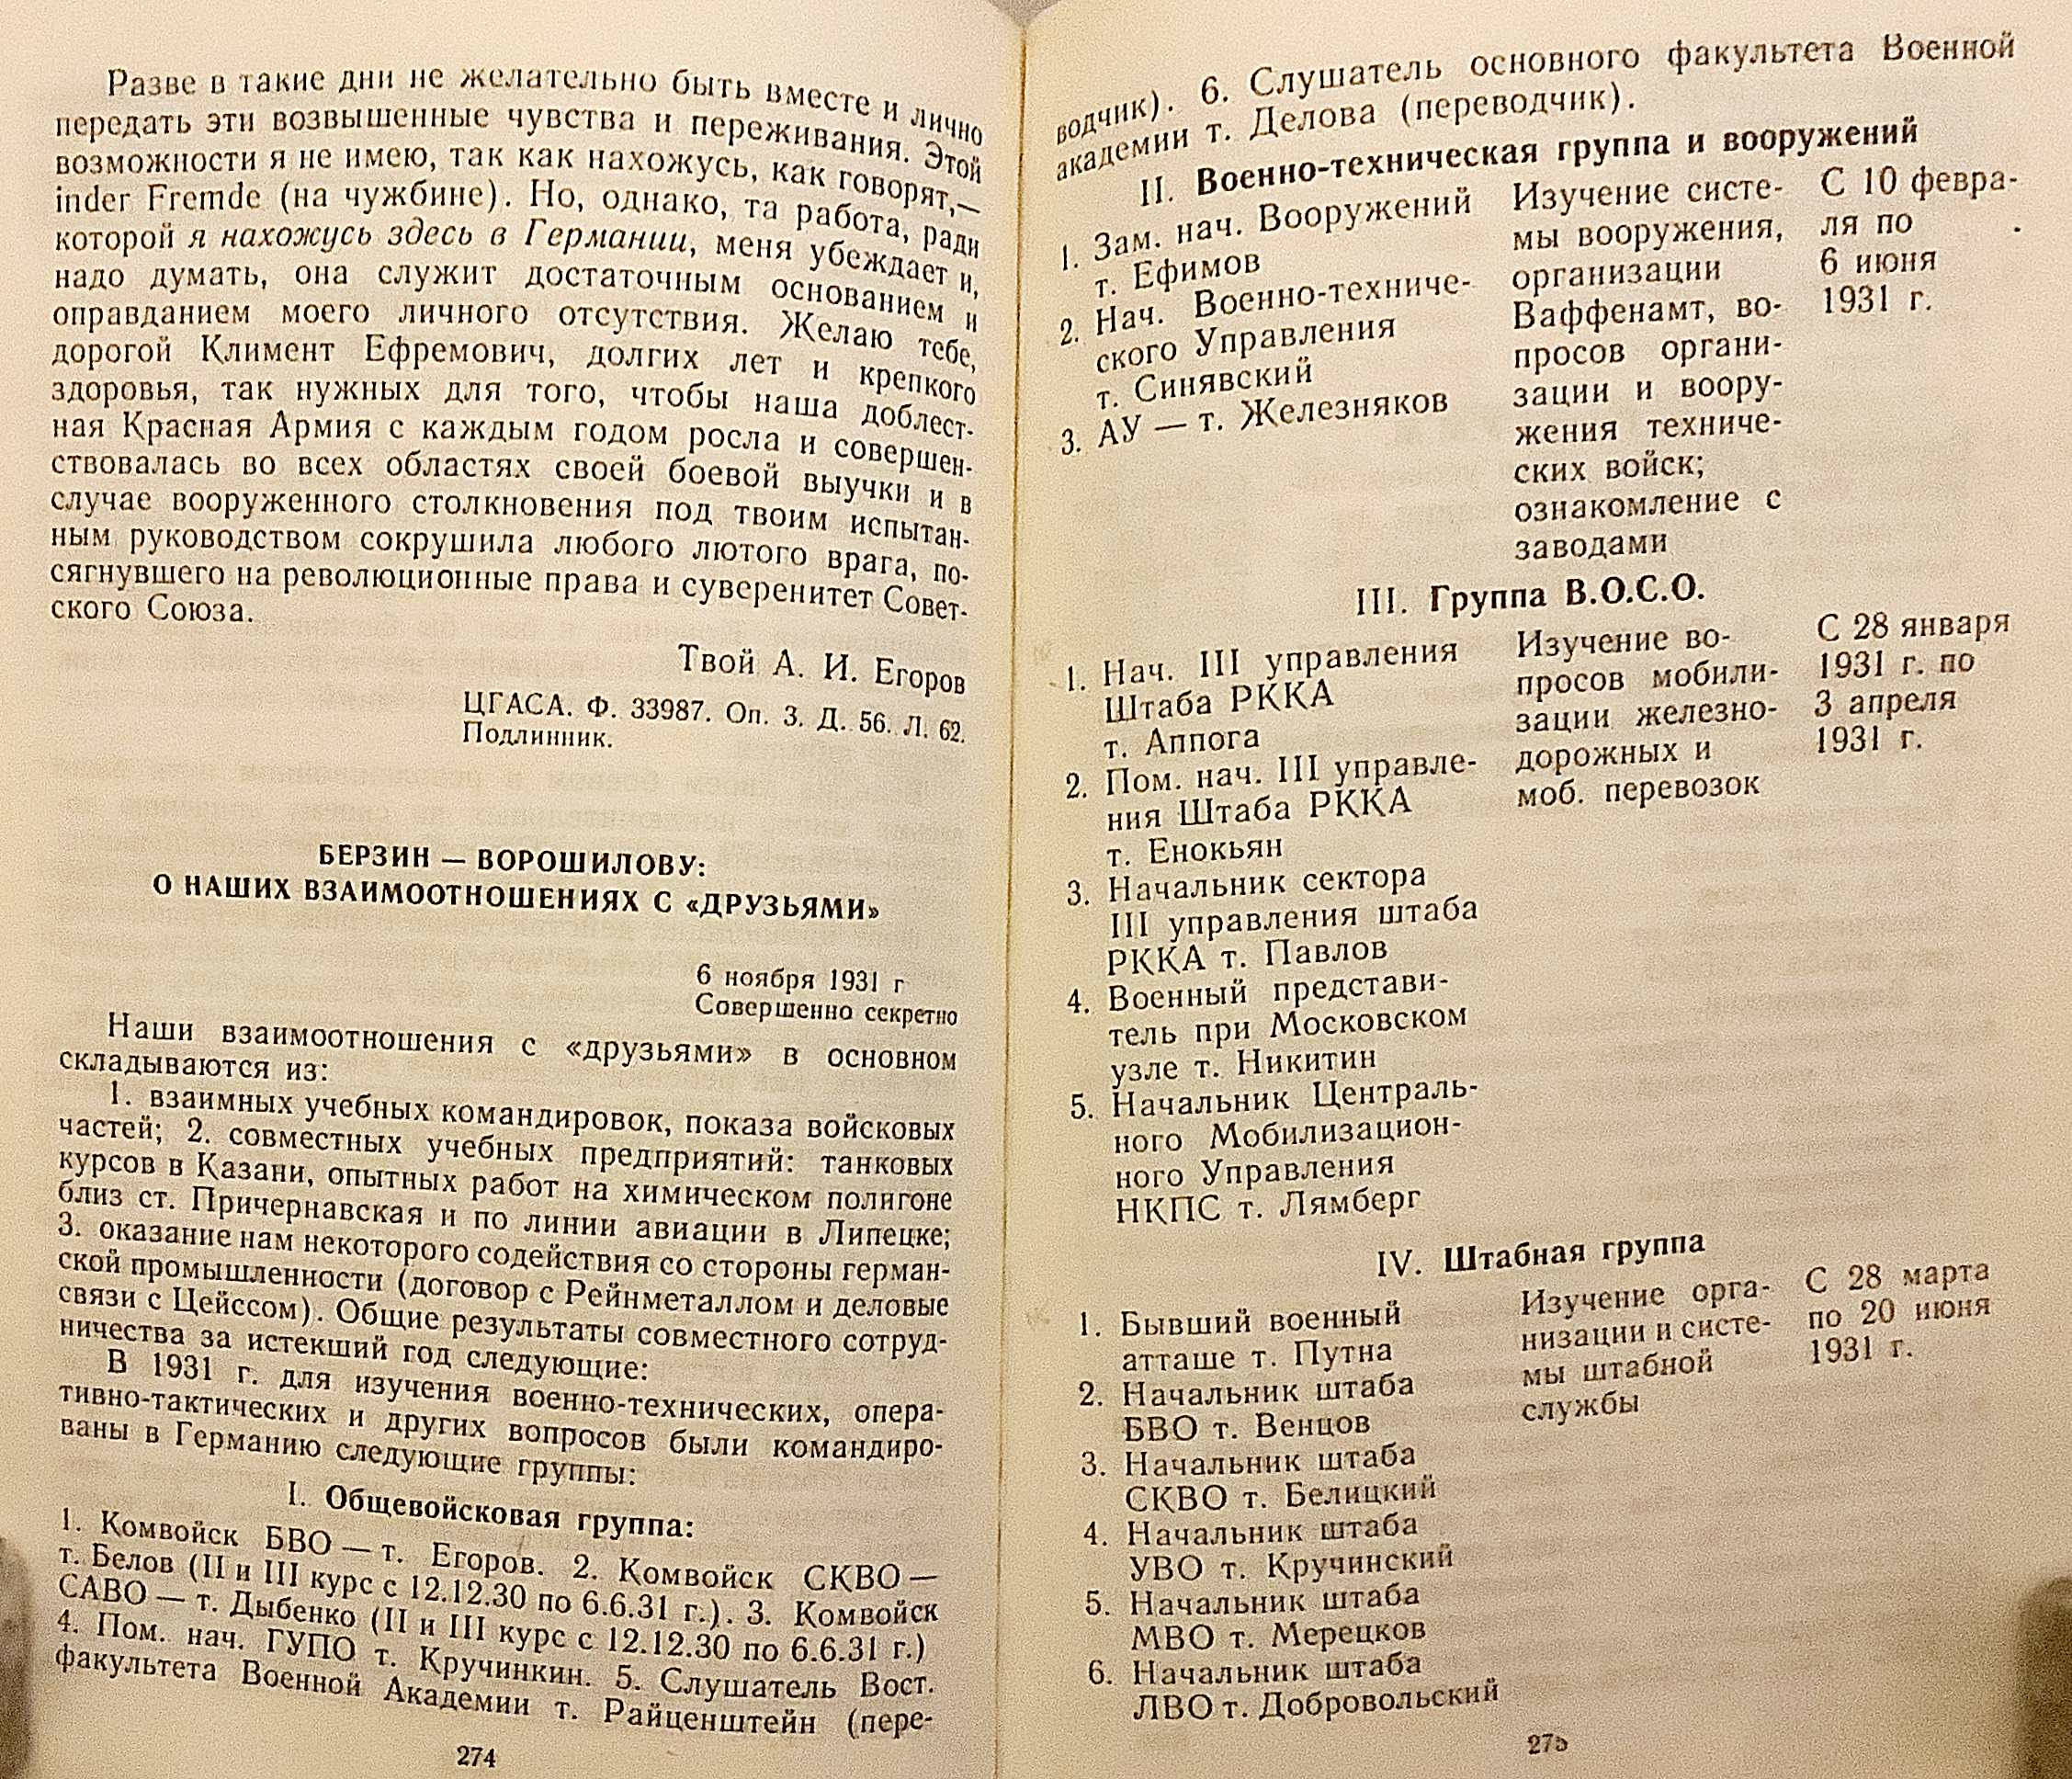 Разве в такие дни не желательно быть вместе и лично
передать эти возвышенные чувства и переживания. Этой
возможности я не имею, так как нахожусь, как говорят,—
inder Fremde (на чужбине). Но, однако, та работа, ради
которой я нахожусь здесь в Германии, меня убеждает и,
надо думать, она служит достаточным основанием и
оправданием моего личного отсутствия. Желаю тебе,
дорогой Климент Ефремович, долгих лет и крепкого
здоровья, так нужных для того, чтобы наша доблест-
ная Красная Армия с каждым годом росла и совершен-
ствовалась во всех областях своей боевой выучки и в
случае вооруженного столкновения под твоим испытан-
ным руководством сокрушила любого лютого врага, по-
сягнувшего на революционные права и суверенитет Совет-
ского Союза.
Твой А. И. Егоров
ЦГАСА. Ф. 33987. Оп. 3. Д. 56. Л. 62.
Подлинник.
БЕРЗИН — ВОРОШИЛОВУ:
О НАШИХ ВЗАИМООТНОШЕНИЯХ С «ДРУЗЬЯМИ»
6 ноября 1931 г
Совершенно секретно
Наши взаимоотношения с «друзьями» в основном
складываются из:
1. взаимных учебных командировок, показа войсковых
частей; 2. совместных учебных предприятий: танковых
курсов в Казани, опытных работ на химическом полигоне
близ ст. Причернавская и по линии авиации в Липецке;
3. оказание нам некоторого содействия со стороны герман-
ской промышленности (договор с Рейнметаллом и деловые
связи с Цейссом). Общие результаты совместного сотруд-
ничества за истекший год следующие:
В 1931 г. для изучения военно-технических, опера-
тивно-тактических и других вопросов были командиро-
ваны в Германию следующие группы:
I. Общевойсковая группа:
1. Комвойск БВО — т. Егоров. 2. Комвойск СКВО —
т. Белов (II и III курс с 12.12.30 по 6.6.31 г.). 3. Комвойск
САВО — т. Дыбенко (II и III курс с 12.12.30 по 6.6.31 г.)
4. Пом. нач. ГУПО т. Кручинкин. 5. Слушатель Вост.
факультета Военной Академии т. Райценштейн (пере-
274
водчик). 6. Слушатель основного факультета Военной
академии т. Делова (переводчик).
II. Военно-техническая группа и вооружений
1. Зам. нач. Вооружений
т. Ефимов
2. Нач. Военно-техниче-
ского Управления
т. Синявский
3. АУ — т. Железняков
Изучение систе-
мы вооружения,
организации
Ваффенамт, во-
просов органи-
зации и воору-
жения техниче-
ских войск;
ознакомление с
заводами
С 10 февра-
ля по
6 июня
1931 г.
III. Группа В.О.С.О.
1. Нач. III управления
Штаба РККА
т. Аппога
2. Пом. нач. III управле-
ния Штаба РККА
т. Енокьян
3. Начальник сектора
III управления штаба
РККА т. Павлов
4. Военный представи-
тель при Московском
узле т. Никитин
5. Начальник Централь-
ного Мобилизацион-
ного Управления
НКПС т. Лямберг
Изучение во-
просов мобили-
зации железно-
дорожных и
моб. перевозок
С 28 января
1931 г. по
3 апреля
1931 г.
IV. Штабная группа
1. Бывший военный
атташе т. Путна
2. Начальник штаба
БВО т. Венцов
3. Начальник штаба
СКВО т. Белицкий
4. Начальник штаба
УВО т. Кручинский
5. Начальник штаба
МВО т. Мерецков
6. Начальник штаба
ЛВО т. Добровольский
Изучение орга-
низации и систе-
мы штабной
службы
С 28 марта
по 20 июня
1931 г.
275